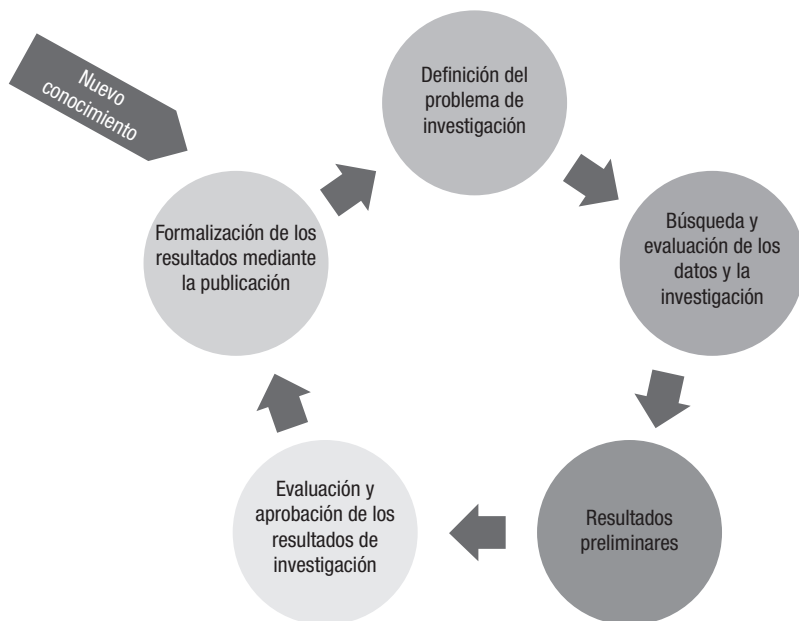 Nuevo
conocimiento
Definición del
problema de
investigación
Búsqueda y
evaluación de los
datos y la
investigación
Resultados
preliminares
Evaluación y
aprobación de los
resultados de
investigación
Formalización de los
resultados mediante
la publicación